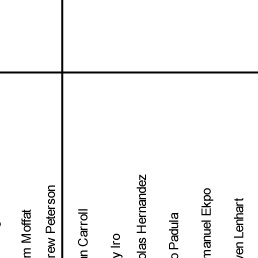 m Moffat
rew Peterson
n Carroll
y Iro
olas Hernandez
o Padula
manuel Ekpo
ven Lenhart